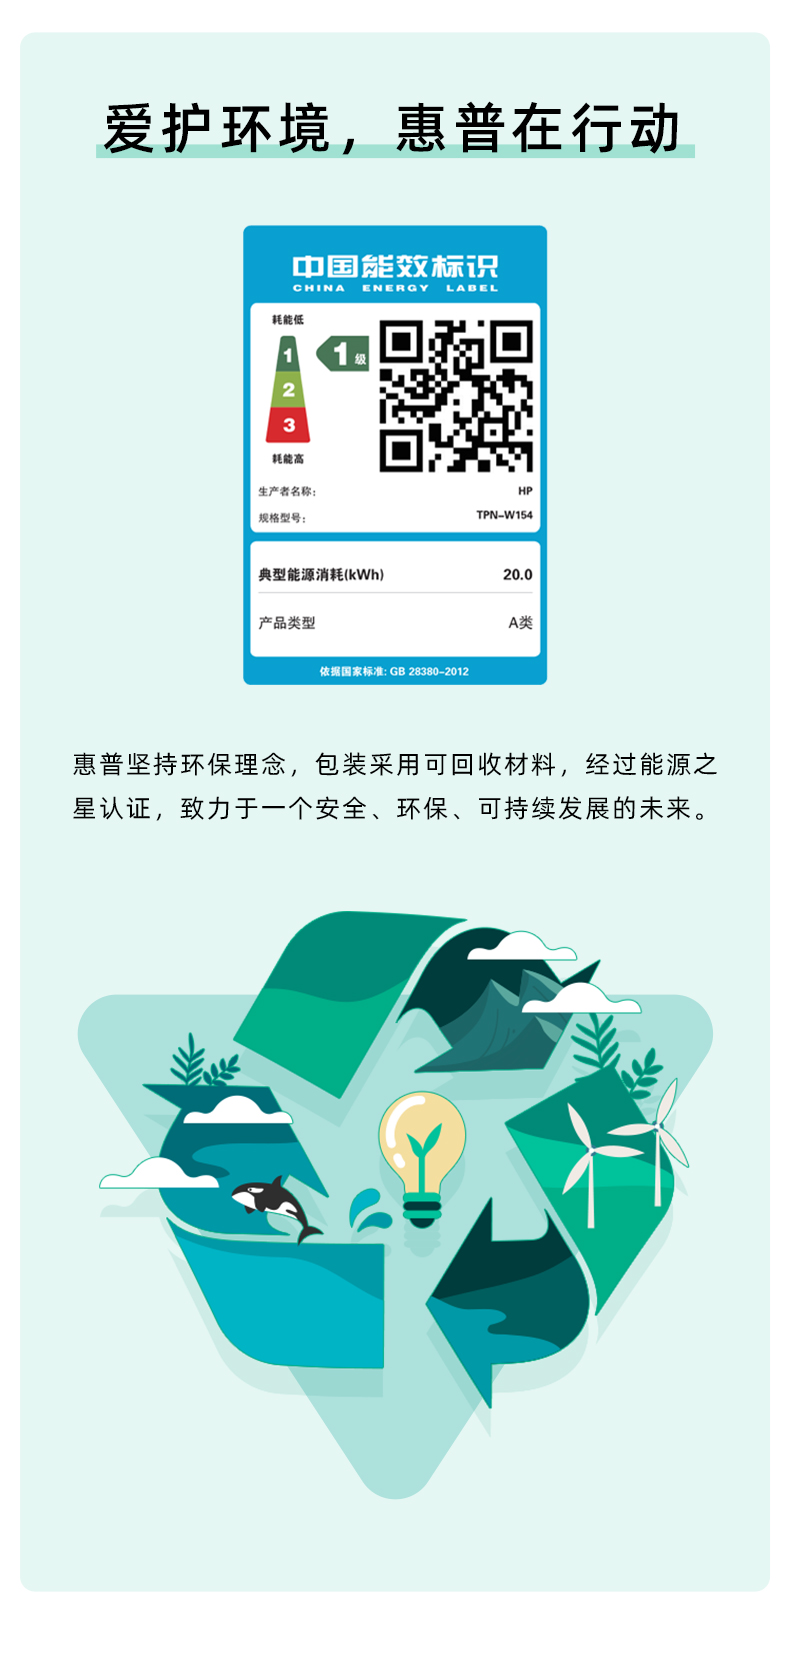 爱护环境，惠普在行动
中国能效标识
CHINA ENERGY LABEL
耗能低
1
1级
2
3
耗能高
生产者名称： HP
规格型号： TPN-W154
典型能源消耗(kWh) 20.0
产品类型 A类
依据国家标准: GB 28380-2012
惠普坚持环保理念，包装采用可回收材料，经过能源之
星认证，致力于一个安全、环保、可持续发展的未来。